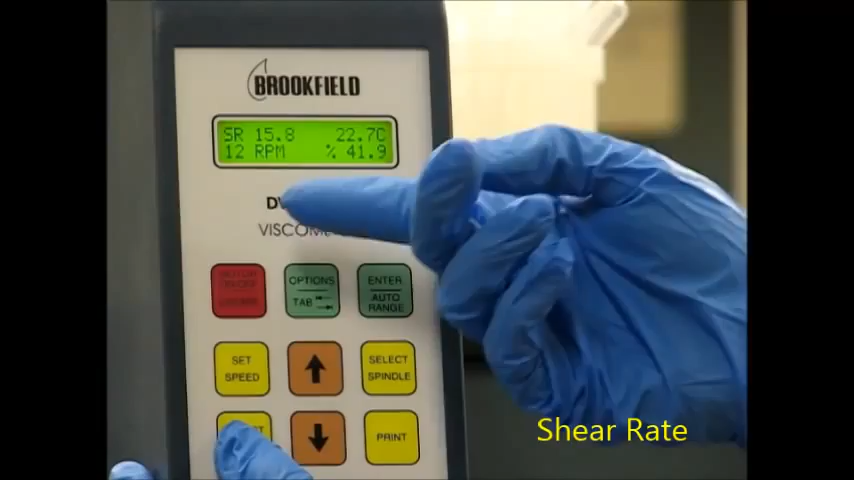 BROOKFIELD
SR 15.8 22.7C
12 RPM % 41.9
VISCOME
OPTIONS
TAB
ENTER
AUTO
RANGE
SET
SPEED
SELECT
SPINDLE
PRINT
Shear Rate